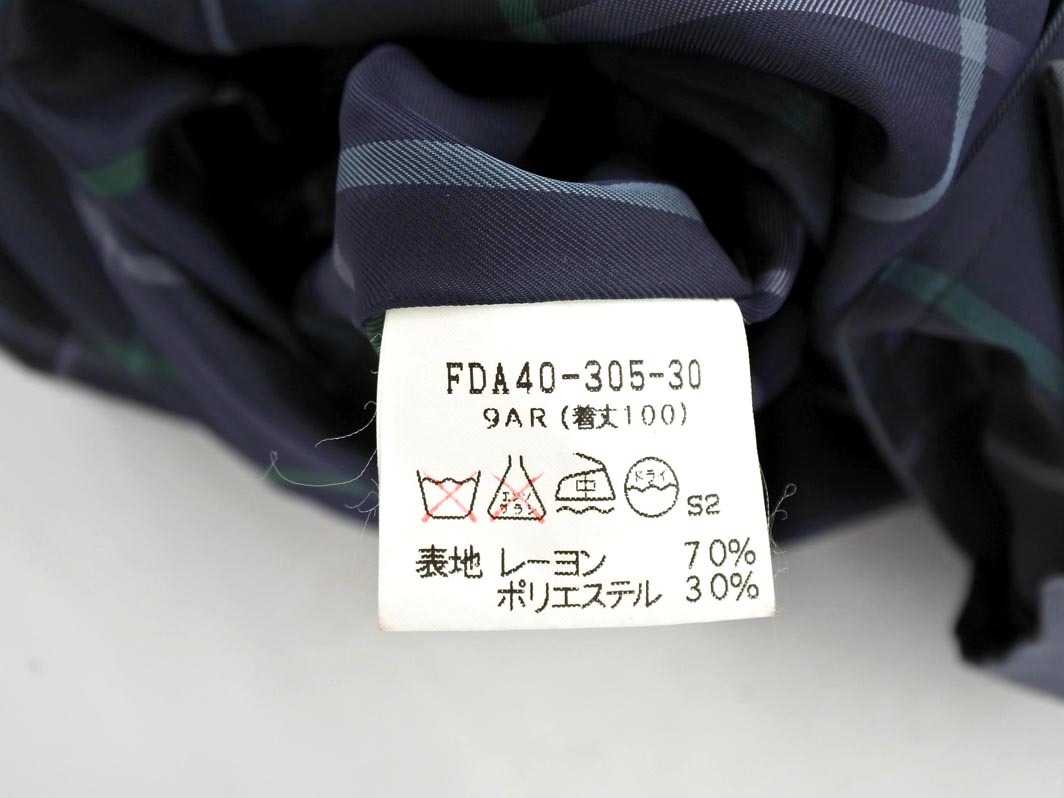 FDA40-305-30
9AR(着丈100)
エンソ サラシ 中 ドライ S2
表地 レーヨン 70%
ポリエステル 30%